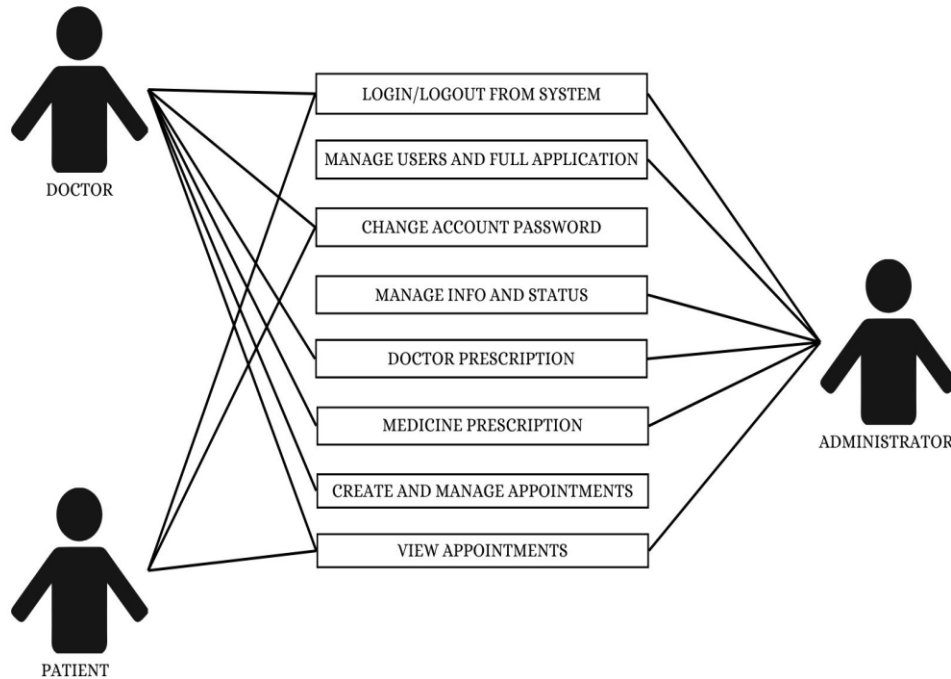 LOGIN/LOGOUT FROM SYSTEM
MANAGE USERS AND FULL APPLICATION
DOCTOR
CHANGE ACCOUNT PASSWORD
MANAGE INFO AND STATUS
DOCTOR PRESCRIPTION
MEDICINE PRESCRIPTION
ADMINISTRATOR
CREATE AND MANAGE APPOINTMENTS
VIEW APPOINTMENTS
PATIENT